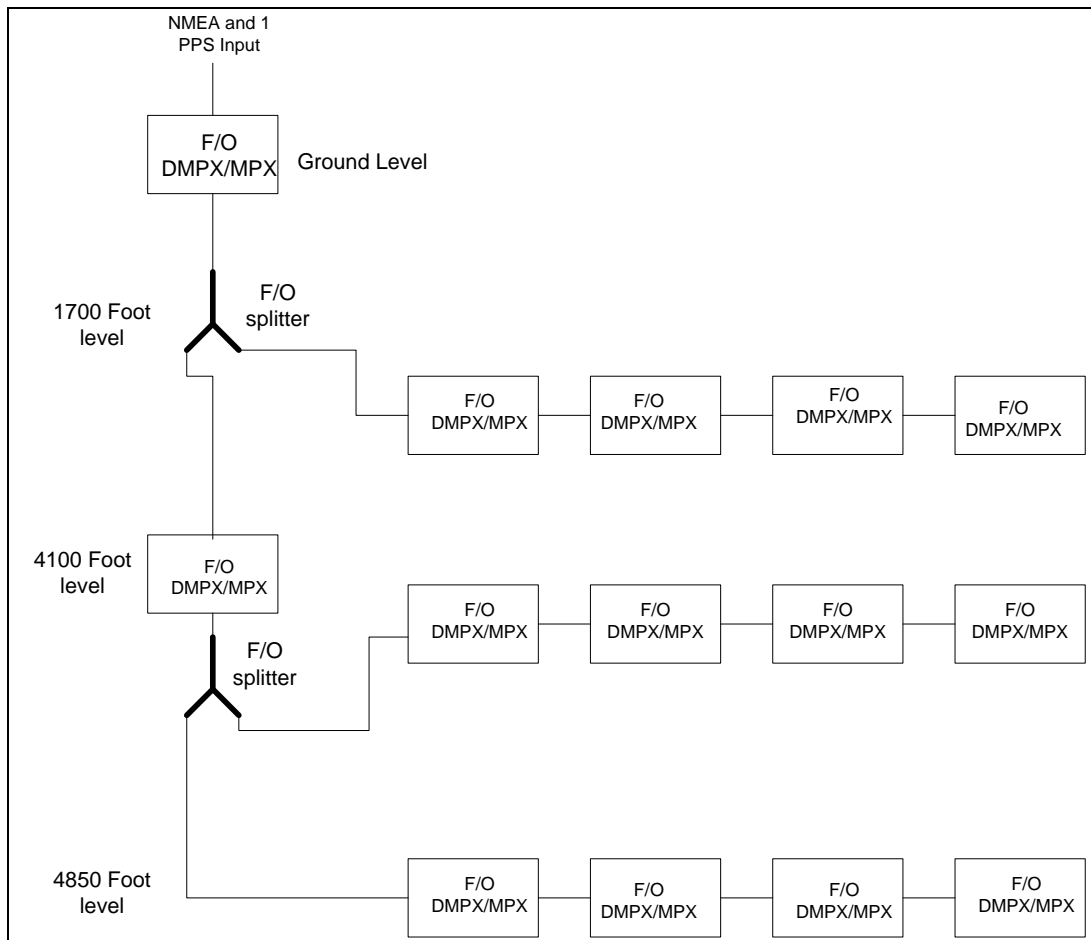 NMEA and 1
PPS Input
F/O
DMPX/MPX
Ground Level
1700 Foot
level
F/O
splitter
F/O
DMPX/MPX
F/O
DMPX/MPX
F/O
DMPX/MPX
F/O
DMPX/MPX
4100 Foot
level
F/O
DMPX/MPX
F/O
splitter
F/O
DMPX/MPX
F/O
DMPX/MPX
F/O
DMPX/MPX
F/O
DMPX/MPX
4850 Foot
level
F/O
DMPX/MPX
F/O
DMPX/MPX
F/O
DMPX/MPX
F/O
DMPX/MPX